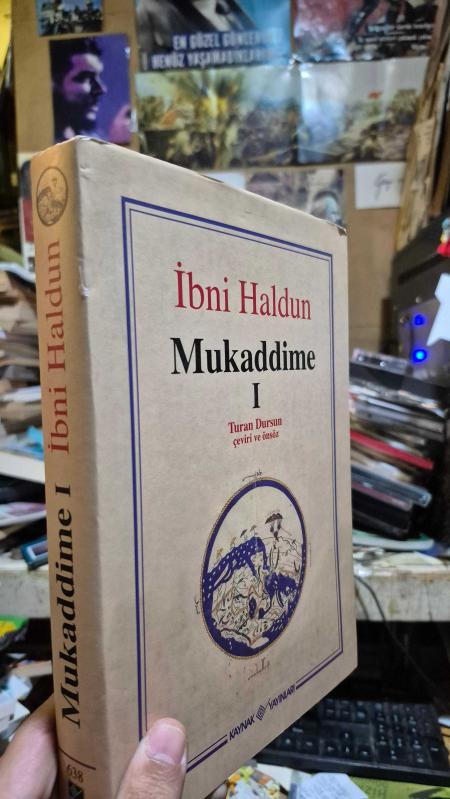 EN GÜZEL GÜNLERİMİZ
HENÜZ YAŞAMADIKLARIMIZ
İbni Haldun
Mukaddime
I
Turan Dursun
çeviri ve önsöz
KAYNAK YAYINLARI
Mukaddime I İbni Haldun
638